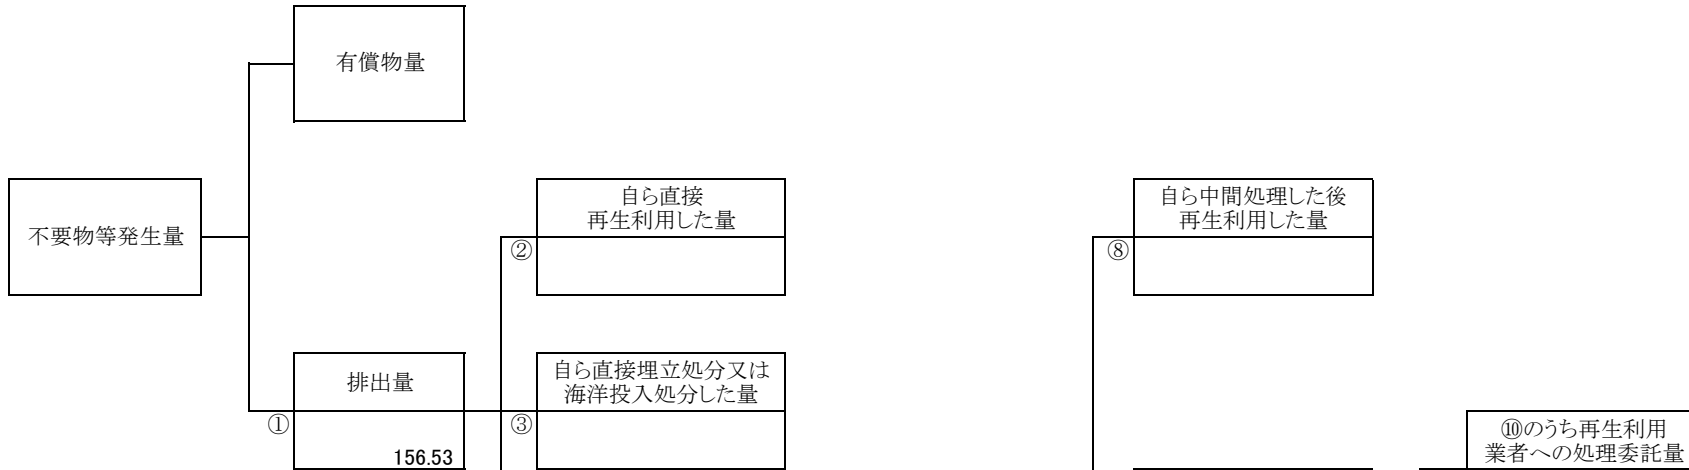 有償物量
不要物等発生量
自ら直接
再生利用した量
②
自ら中間処理した後
再生利用した量
⑧
排出量
①
156.53
自ら直接埋立処分又は
海洋投入処分した量
③
⑩のうち再生利用
業者への処理委託量